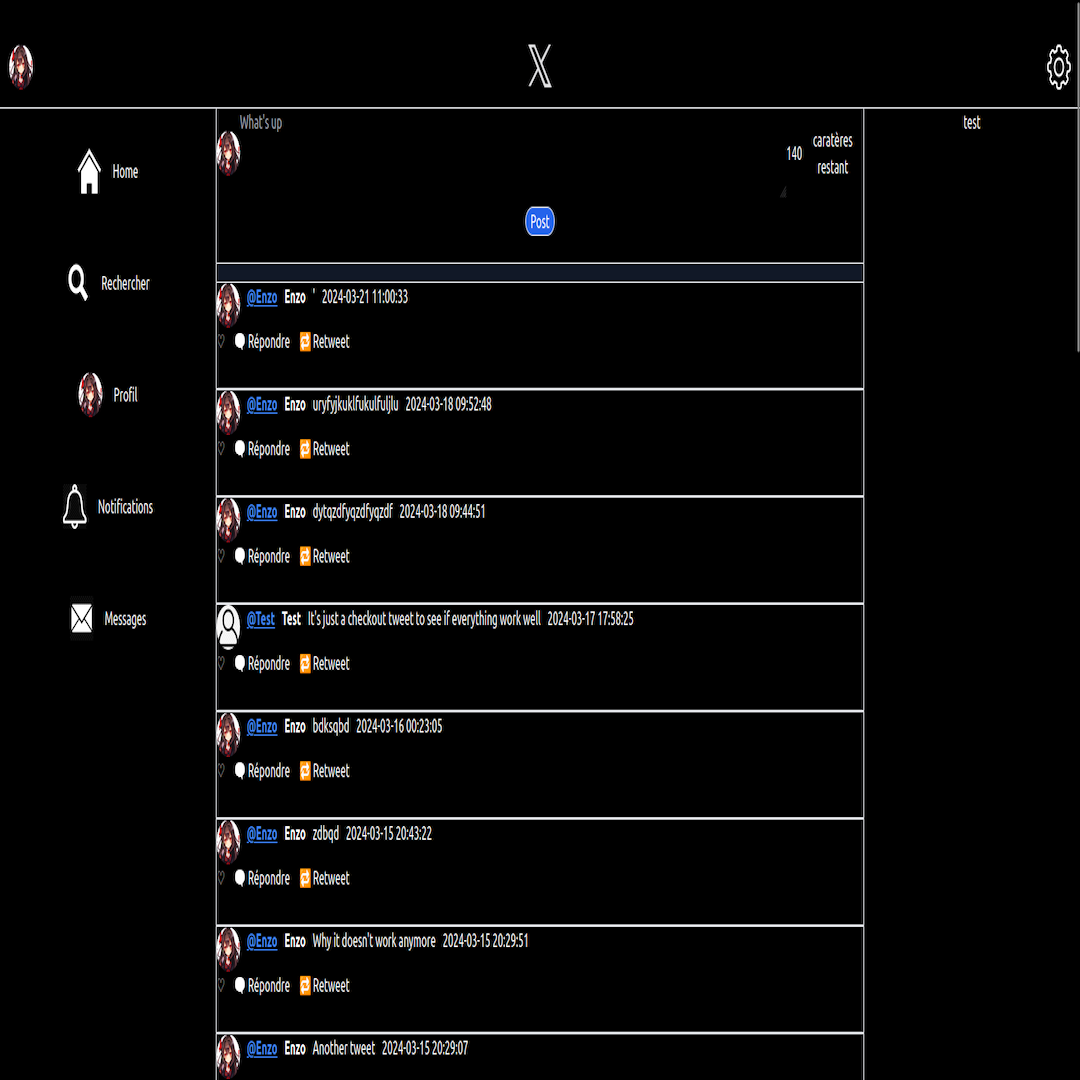 𝕏
Home
Rechercher
Profil
Notifications
Messages
What's up
140
caratères
restant
Post
@Enzo Enzo ' 2024-03-21 11:00:33
Répondre Retweet
@Enzo Enzo uryfyjkuklfukulfuljlu 2024-03-18 09:52:48
Répondre Retweet
@Enzo Enzo dytqzdfyqzdfyqzdf 2024-03-18 09:44:51
Répondre Retweet
@Test Test It's just a checkout tweet to see if everything work well 2024-03-17 17:58:25
Répondre Retweet
@Enzo Enzo bdksqbd 2024-03-16 00:23:05
Répondre Retweet
@Enzo Enzo zdbqd 2024-03-15 20:43:22
Répondre Retweet
@Enzo Enzo Why it doesn't work anymore 2024-03-15 20:29:51
Répondre Retweet
@Enzo Enzo Another tweet 2024-03-15 20:29:07
test